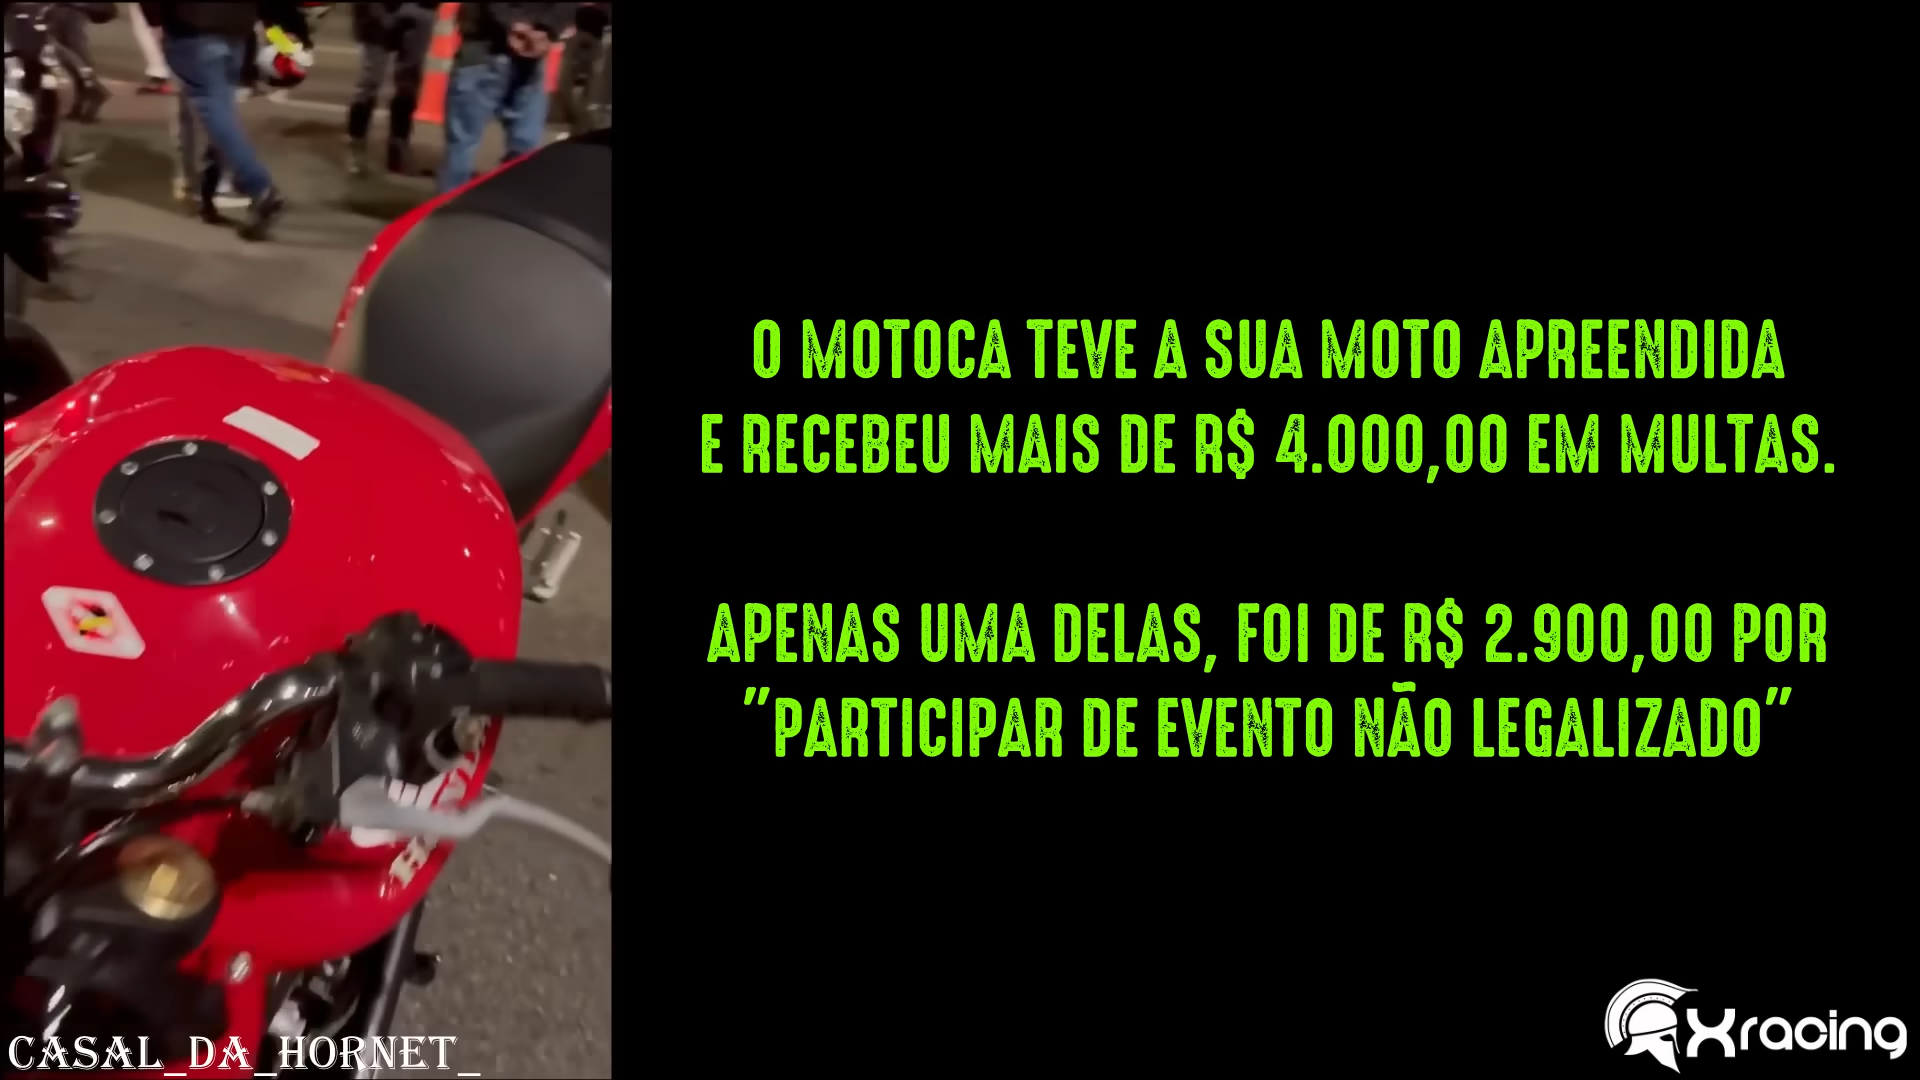 O MOTOCA TEVE A SUA MOTO APREENDIDA
E RECEBEU MAIS DE R$ 4.000,00 EM MULTAS.
APENAS UMA DELAS, FOI DE R$ 2.900,00 POR
"PARTICIPAR DE EVENTO NÃO LEGALIZADO"
CASAL_DA_HORNET_
Xracing